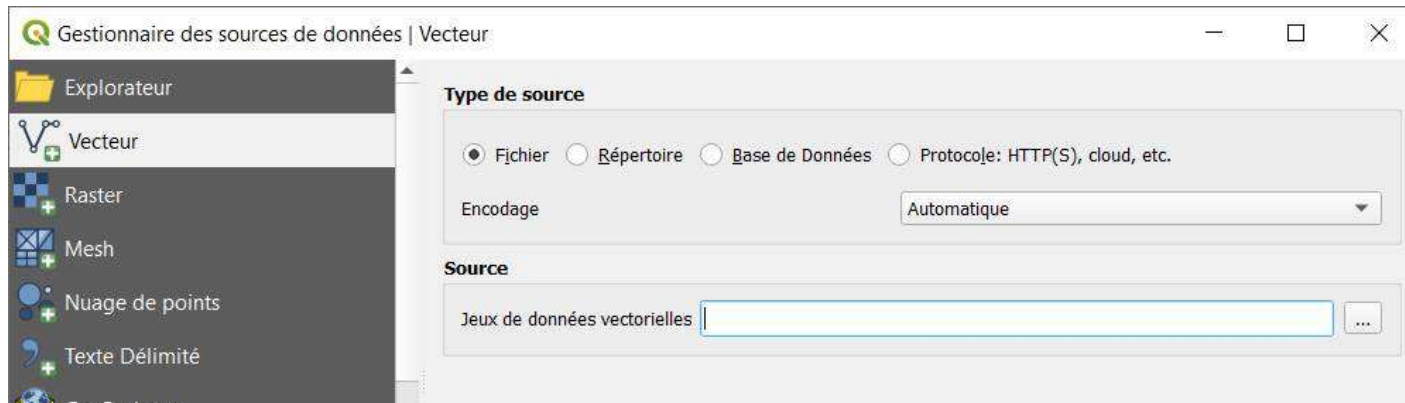 Gestionnaire des sources de données | Vecteur
Explorateur
Vecteur
Raster
Mesh
Nuage de points
Texte Délimité
Type de source
Fichier Répertoire Base de Données Protocole: HTTP(S), cloud, etc.
Encodage Automatique
Source
Jeux de données vectorielles ...